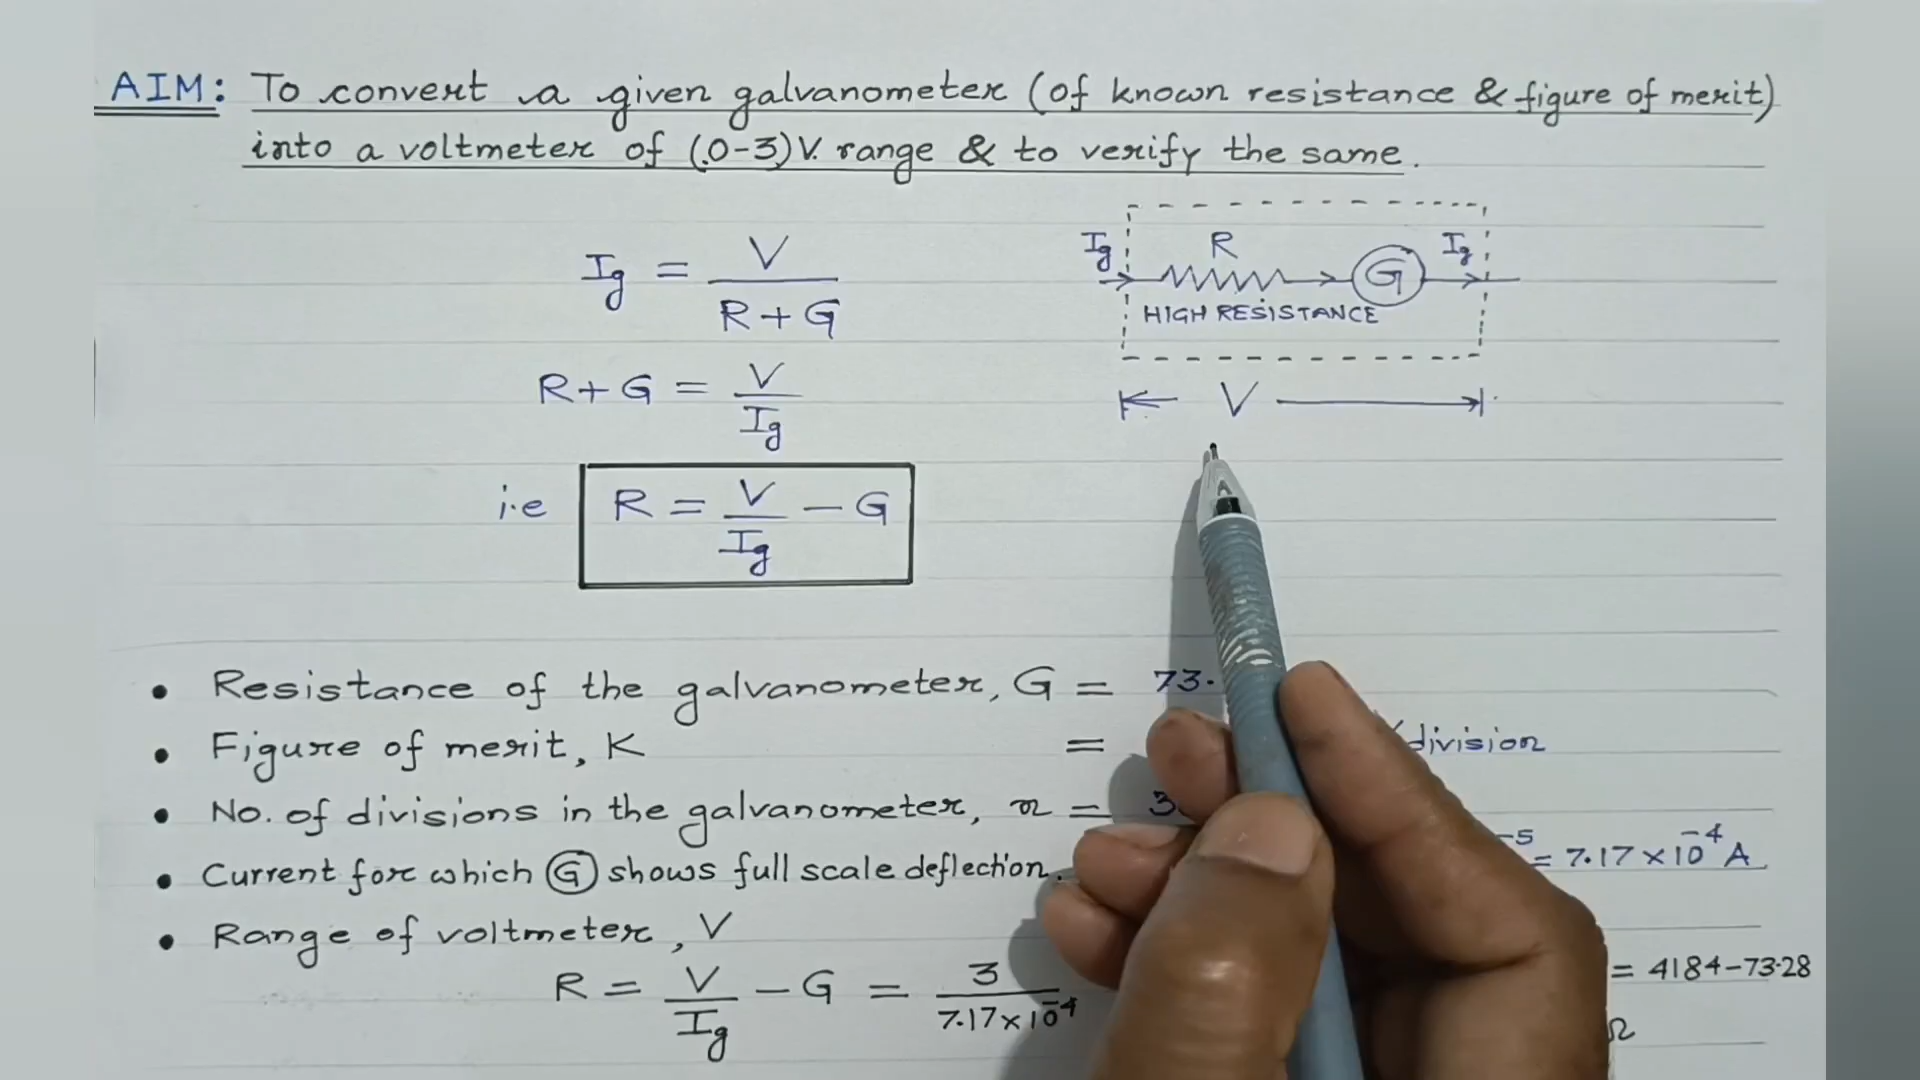 AIM: To convert a given galvanometer (of known resistance & figure of merit)
into a voltmeter of (0-3)V. range & to verify the same.
Ig = V / (R + G)
R + G = V / Ig
i.e R = V / Ig - G
Ig R G Ig
HIGH RESISTANCE
V
• Resistance of the galvanometer, G = 73.
• Figure of merit, K = /division
• No. of divisions in the galvanometer, n = 3
• Current for which G shows full scale deflection. -5 = 7.17 × 10^-4 A
• Range of voltmeter, V
R = V / Ig - G = 3 / 7.17 × 10^-4 = 4184 - 73.28
Ω